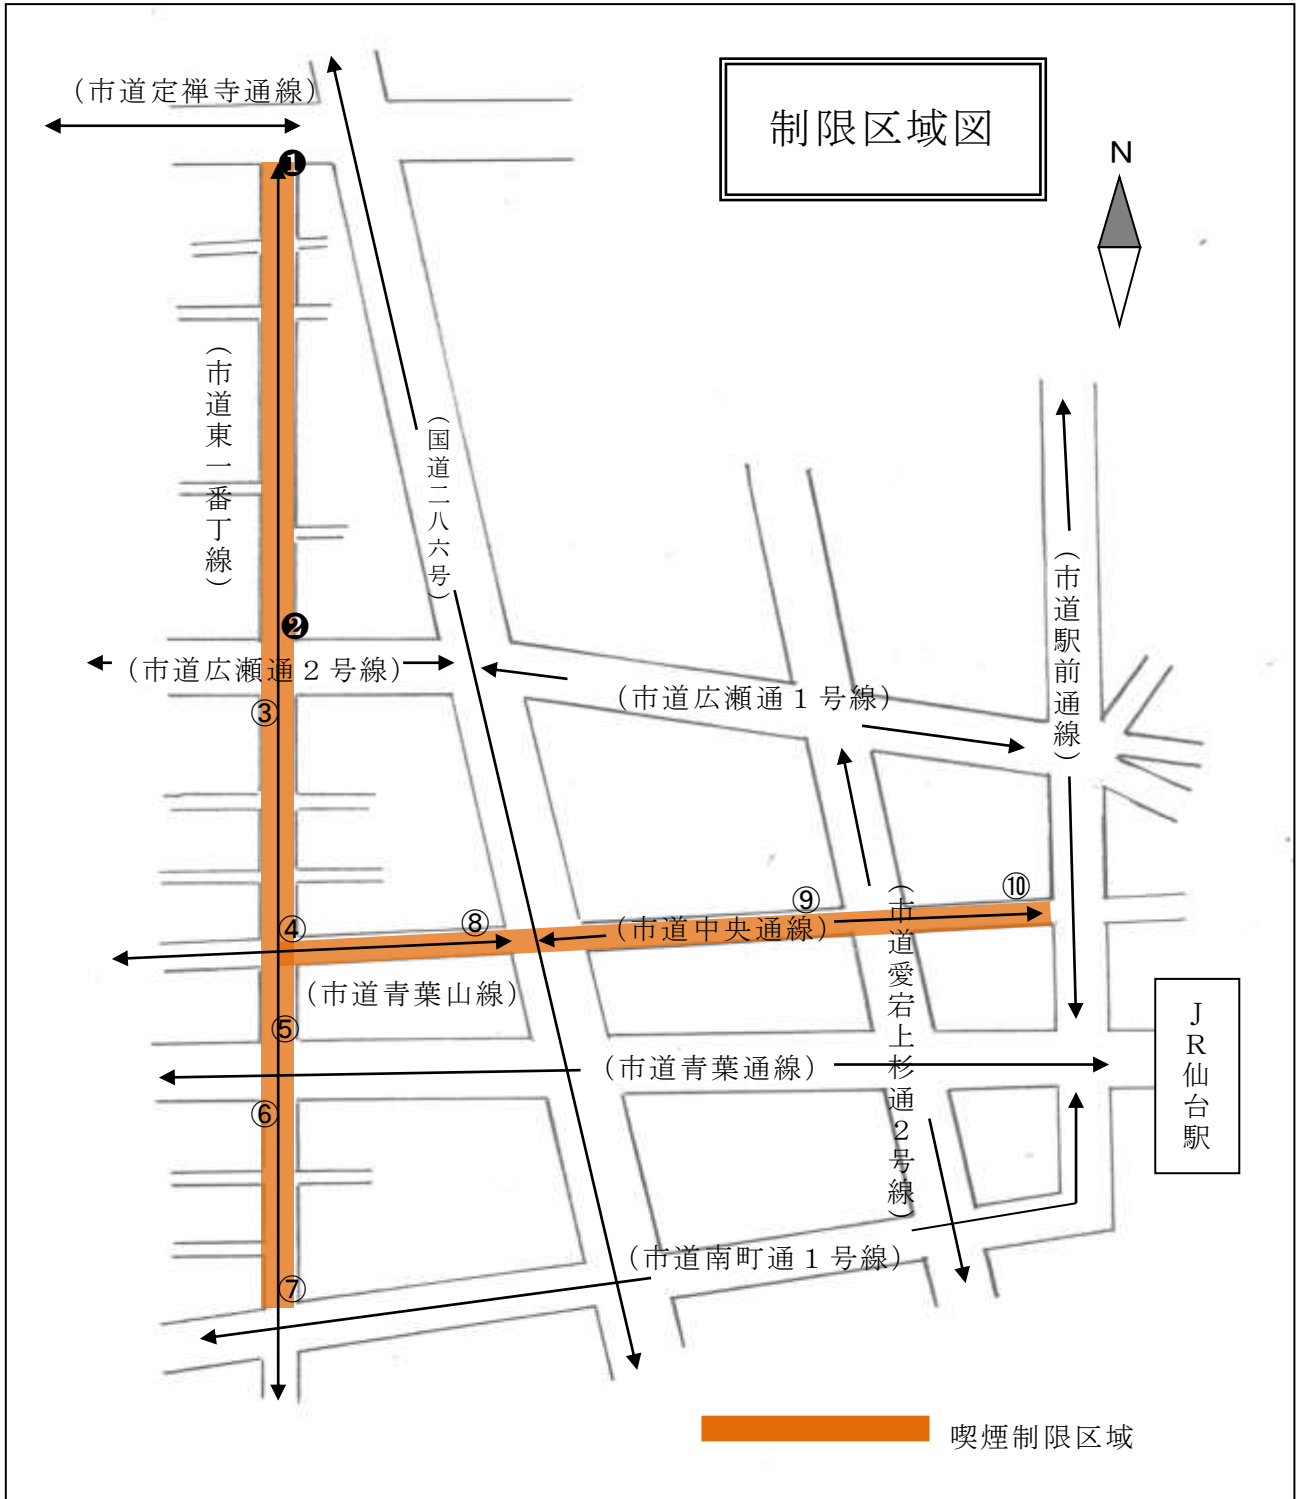 制限区域図
(市道定禅寺通線)
N
❶
(市道東一番丁線)
(国道二八六号)
(市道駅前通線)
❷
(市道広瀬通2号線)
(市道広瀬通1号線)
③
⑩
⑨
⑧
④
(市道中央通線)
(市道愛宕上杉通2号線)
(市道青葉山線)
JR仙台駅
⑤
(市道青葉通線)
⑥
(市道南町通1号線)
⑦
喫煙制限区域